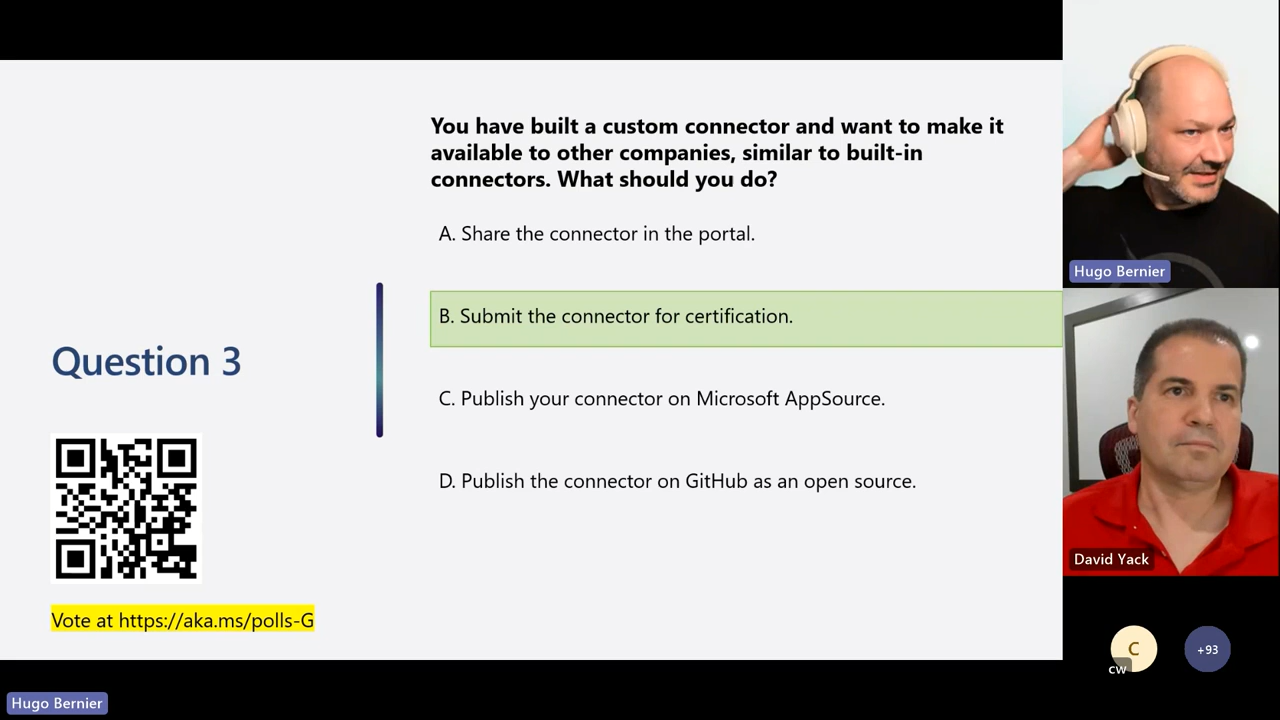 You have built a custom connector and want to make it
available to other companies, similar to built-in
connectors. What should you do?
A. Share the connector in the portal.
B. Submit the connector for certification.
C. Publish your connector on Microsoft AppSource.
D. Publish the connector on GitHub as an open source.
Question 3
Vote at https://aka.ms/polls-G
Hugo Bernier
David Yack
C
CW
+93
Hugo Bernier